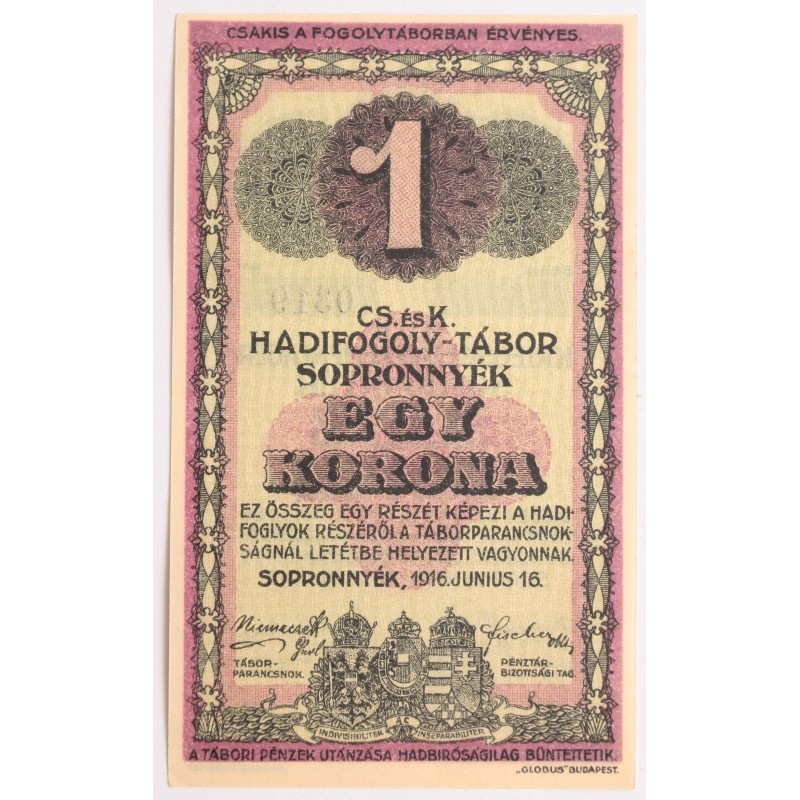 CSAKIS A FOGOLYTÁBORBAN ÉRVÉNYES.
1
CS. ÉS K.
HADIFOGOLY-TÁBOR
SOPRONNYÉK
EGY
KORONA
EZ ÖSSZEG EGY RÉSZÉT KÉPEZI A HADI-
FOGLYOK RÉSZÉRŐL A TÁBORPARANCSNOK-
SÁGNÁL LETÉTBE HELYEZETT VAGYONNAK.
SOPRONNYÉK, 1916. JUNIUS 16.
TÁBOR-
PARANCSNOK.
PÉNZTÁR-
BIZOTTSÁGI TAG.
INDIVISIBILITER AC INSEPARABILITER
A TÁBORI PÉNZEK UTÁNZÁSA HADBIRÓSÁGILAG BÜNTETTETIK.
„GLOBUS" BUDAPEST.